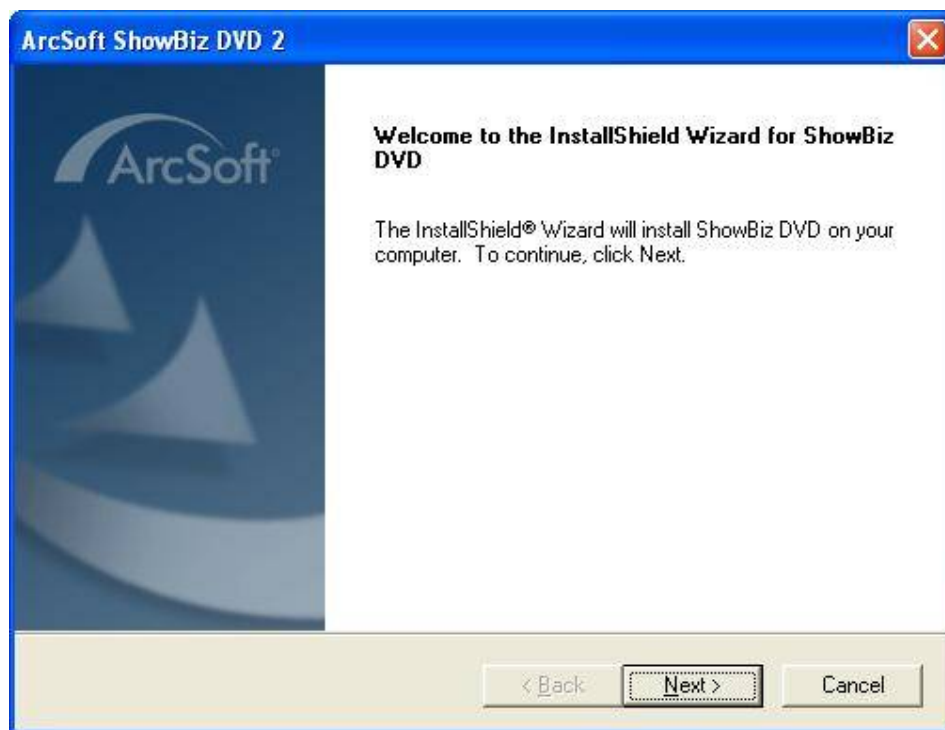 ArcSoft ShowBiz DVD 2
ArcSoft®
Welcome to the InstallShield Wizard for ShowBiz
DVD
The InstallShield® Wizard will install ShowBiz DVD on your
computer. To continue, click Next.
< Back
Next >
Cancel